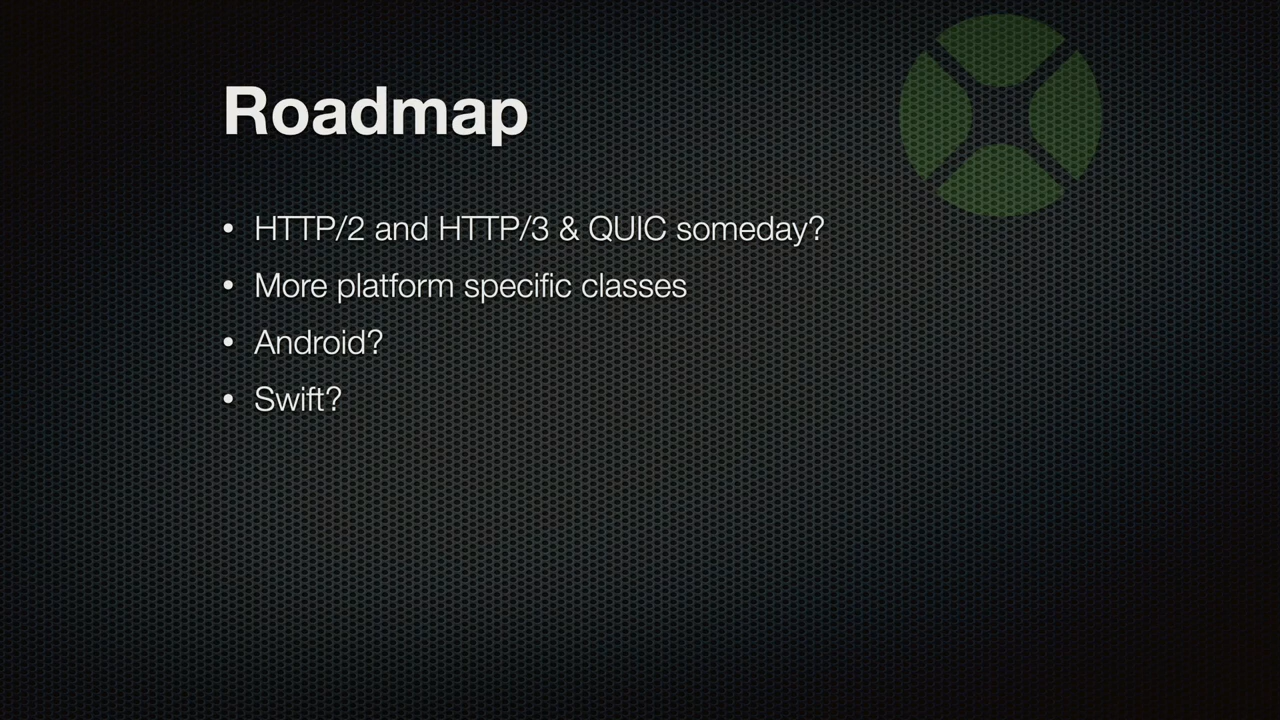 Roadmap
• HTTP/2 and HTTP/3 & QUIC someday?
• More platform specific classes
• Android?
• Swift?